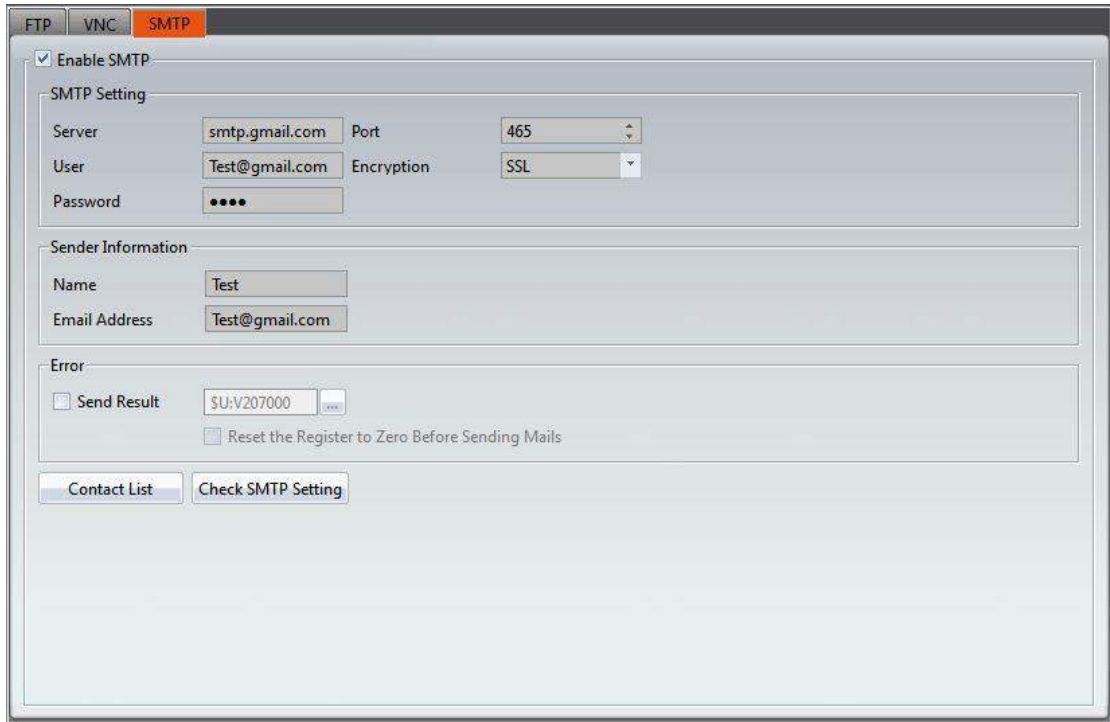 FTP VNC SMTP
Enable SMTP
SMTP Setting
Server smtp.gmail.com Port 465
User Test@gmail.com Encryption SSL
Password ••••
Sender Information
Name Test
Email Address Test@gmail.com
Error
Send Result $U:V207000 ...
Reset the Register to Zero Before Sending Mails
Contact List Check SMTP Setting